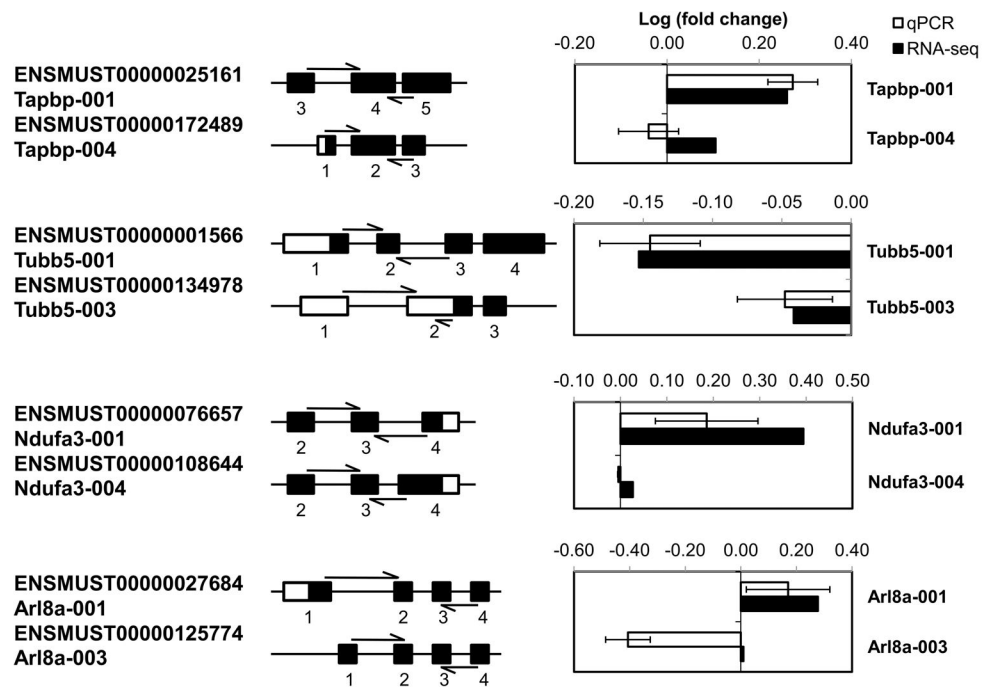 Log (fold change)
qPCR
RNA-seq
-0.20 0.00 0.20 0.40
ENSMUST00000025161
Tapbp-001
3 4 5
Tapbp-001
ENSMUST00000172489
Tapbp-004
1 2 3
Tapbp-004
-0.20 -0.15 -0.10 -0.05 0.00
ENSMUST00000001566
Tubb5-001
1 2 3 4
Tubb5-001
ENSMUST00000134978
Tubb5-003
1 2 3
Tubb5-003
-0.10 0.00 0.10 0.20 0.30 0.40 0.50
ENSMUST00000076657
Ndufa3-001
2 3 4
Ndufa3-001
ENSMUST00000108644
Ndufa3-004
2 3 4
Ndufa3-004
-0.60 -0.40 -0.20 0.00 0.20 0.40
ENSMUST00000027684
Arl8a-001
1 2 3 4
Arl8a-001
ENSMUST00000125774
Arl8a-003
1 2 3 4
Arl8a-003